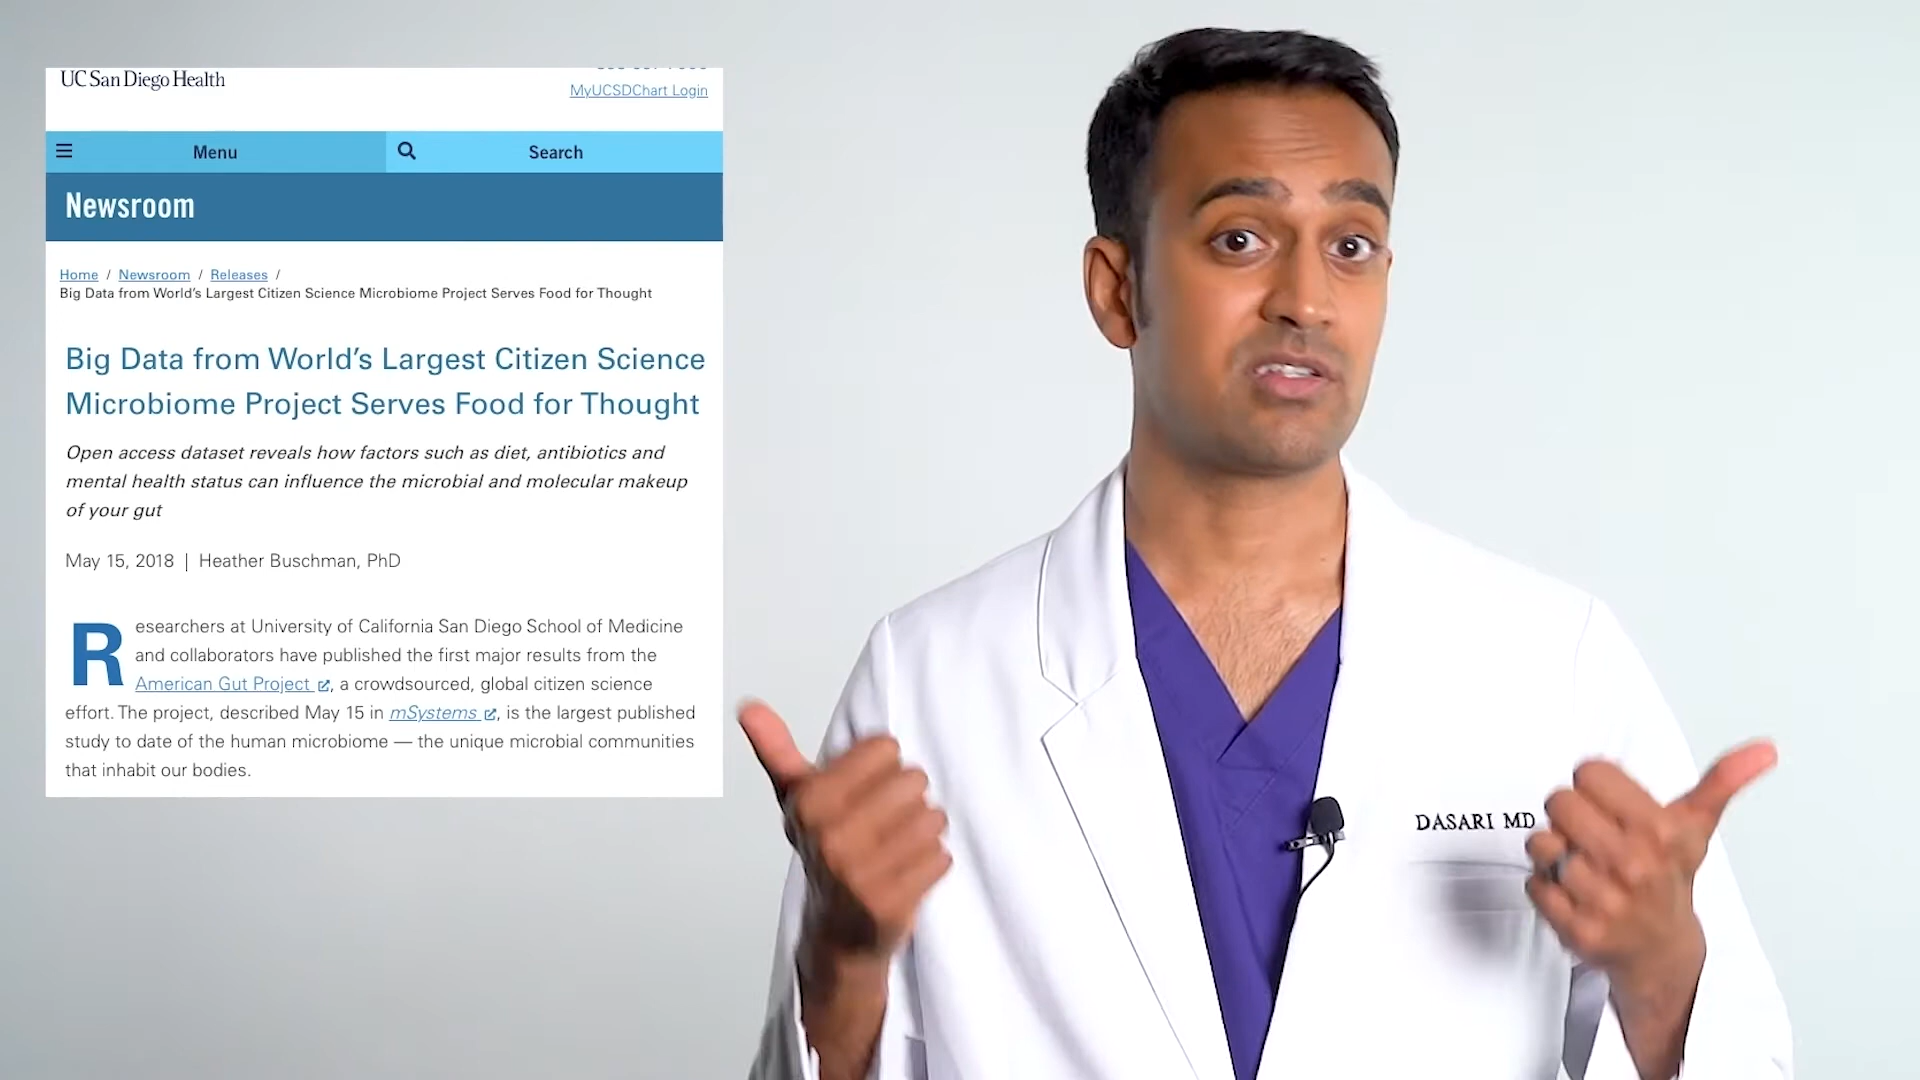 UC San Diego Health
MyUCSDChart Login
Menu
Search
Newsroom
Home / Newsroom / Releases /
Big Data from World's Largest Citizen Science Microbiome Project Serves Food for Thought
Big Data from World's Largest Citizen Science
Microbiome Project Serves Food for Thought
Open access dataset reveals how factors such as diet, antibiotics and
mental health status can influence the microbial and molecular makeup
of your gut
May 15, 2018 | Heather Buschman, PhD
Researchers at University of California San Diego School of Medicine
and collaborators have published the first major results from the
American Gut Project, a crowdsourced, global citizen science
effort. The project, described May 15 in mSystems, is the largest published
study to date of the human microbiome — the unique microbial communities
that inhabit our bodies.
DASARI MD